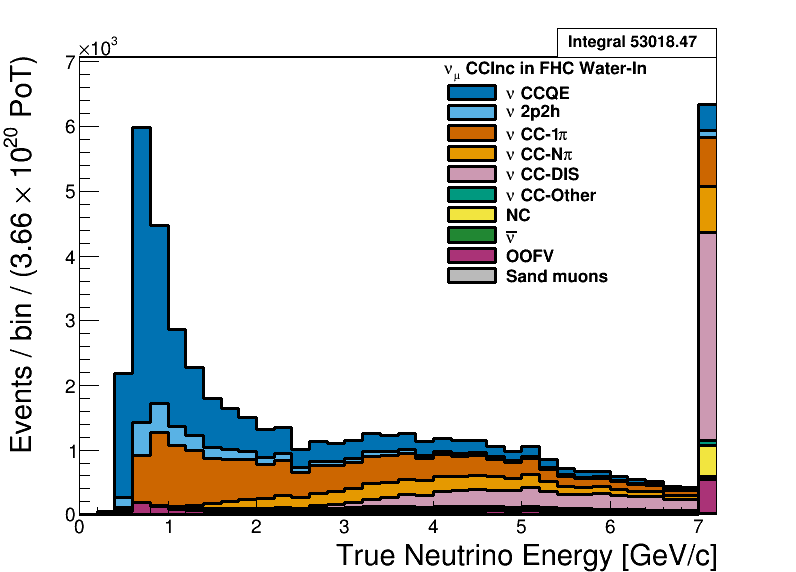 Integral 53018.47
×10³
ν_μ CCInc in FHC Water-In
ν CCQE
ν 2p2h
ν CC-1π
ν CC-Nπ
ν CC-DIS
ν CC-Other
NC
ν̅
OOFV
Sand muons
Events / bin / (3.66 × 10²⁰ PoT)
7
6
5
4
3
2
1
0
0 1 2 3 4 5 6 7
True Neutrino Energy [GeV/c]